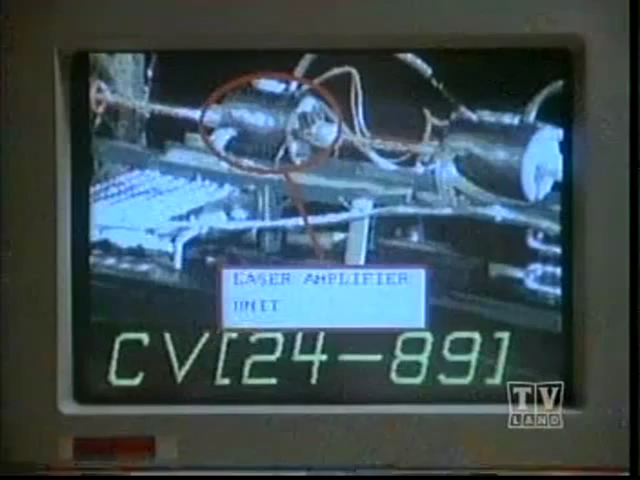 LASER AMPLIFIER
UNIT
CV[24-89]
TV
LAND